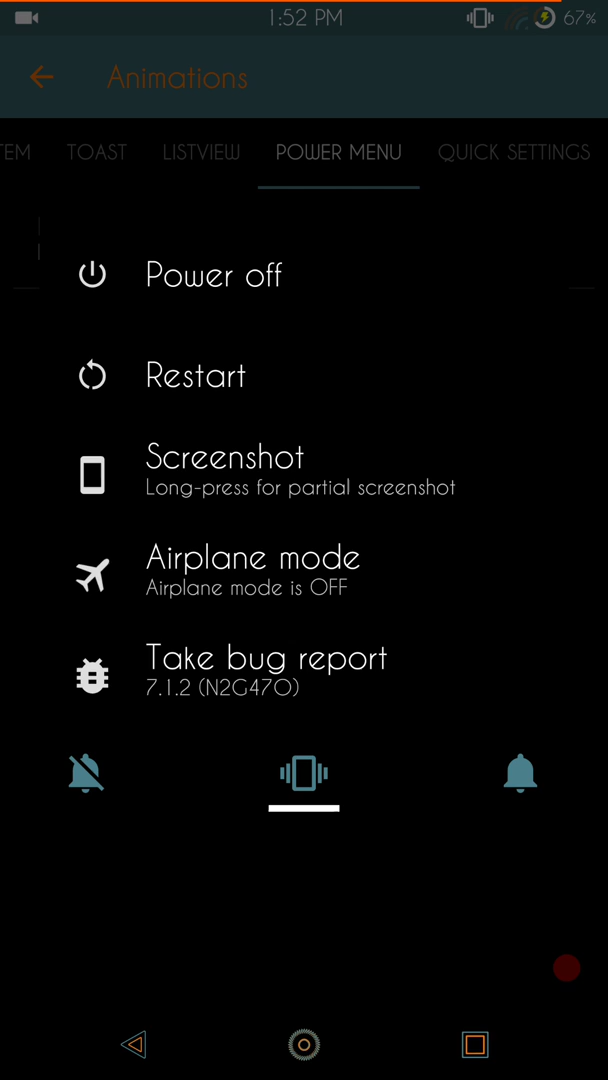 1:52 PM 67%
Animations
TEM TOAST LISTVIEW POWER MENU QUICK SETTINGS
Power off
Restart
Screenshot
Long-press for partial screenshot
Airplane mode
Airplane mode is OFF
Take bug report
7.1.2 (N2G47O)